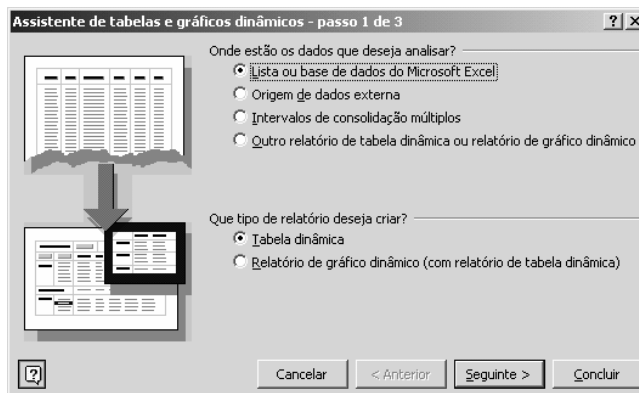 Assistente de tabelas e gráficos dinâmicos - passo 1 de 3
Onde estão os dados que deseja analisar?
Lista ou base de dados do Microsoft Excel
Origem de dados externa
Intervalos de consolidação múltiplos
Outro relatório de tabela dinâmica ou relatório de gráfico dinâmico
Que tipo de relatório deseja criar?
Tabela dinâmica
Relatório de gráfico dinâmico (com relatório de tabela dinâmica)
Cancelar
< Anterior
Seguinte >
Concluir